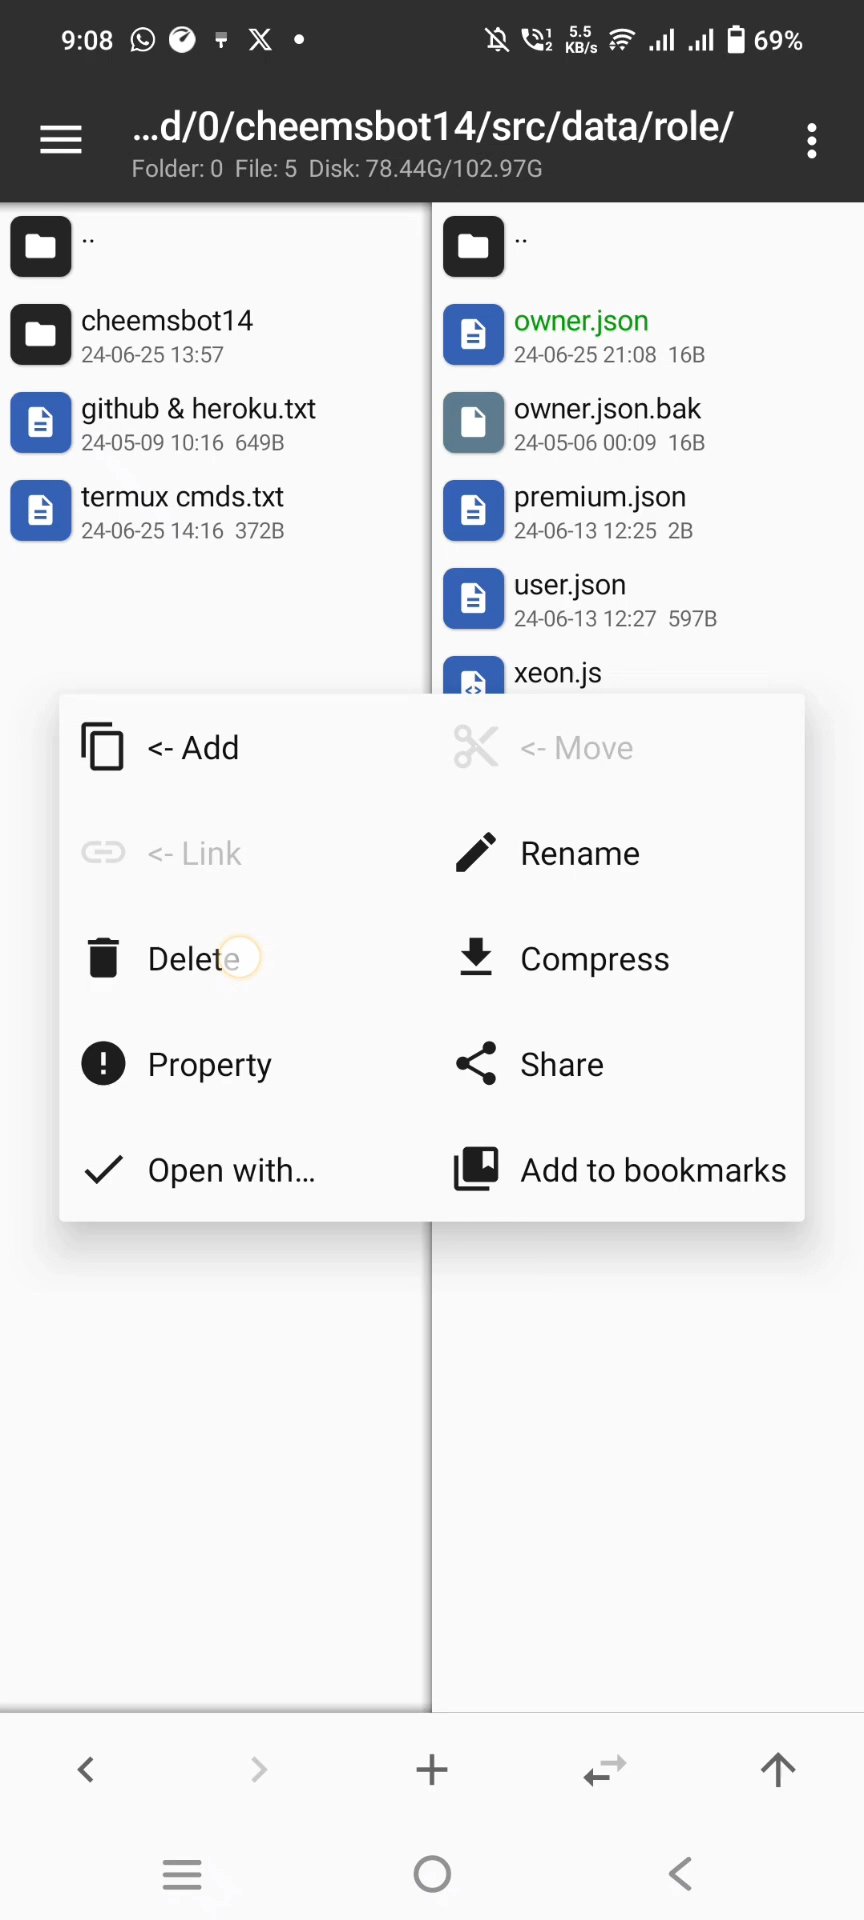 9:08
5.5
KB/s
69%
...d/0/cheemsbot14/src/data/role/
Folder: 0 File: 5 Disk: 78.44G/102.97G
..
cheemsbot14
24-06-25 13:57
github & heroku.txt
24-05-09 10:16 649B
termux cmds.txt
24-06-25 14:16 372B
..
owner.json
24-06-25 21:08 16B
owner.json.bak
24-05-06 00:09 16B
premium.json
24-06-13 12:25 2B
user.json
24-06-13 12:27 597B
xeon.js
<- Add
<- Move
<- Link
Rename
Delete
Compress
Property
Share
Open with...
Add to bookmarks